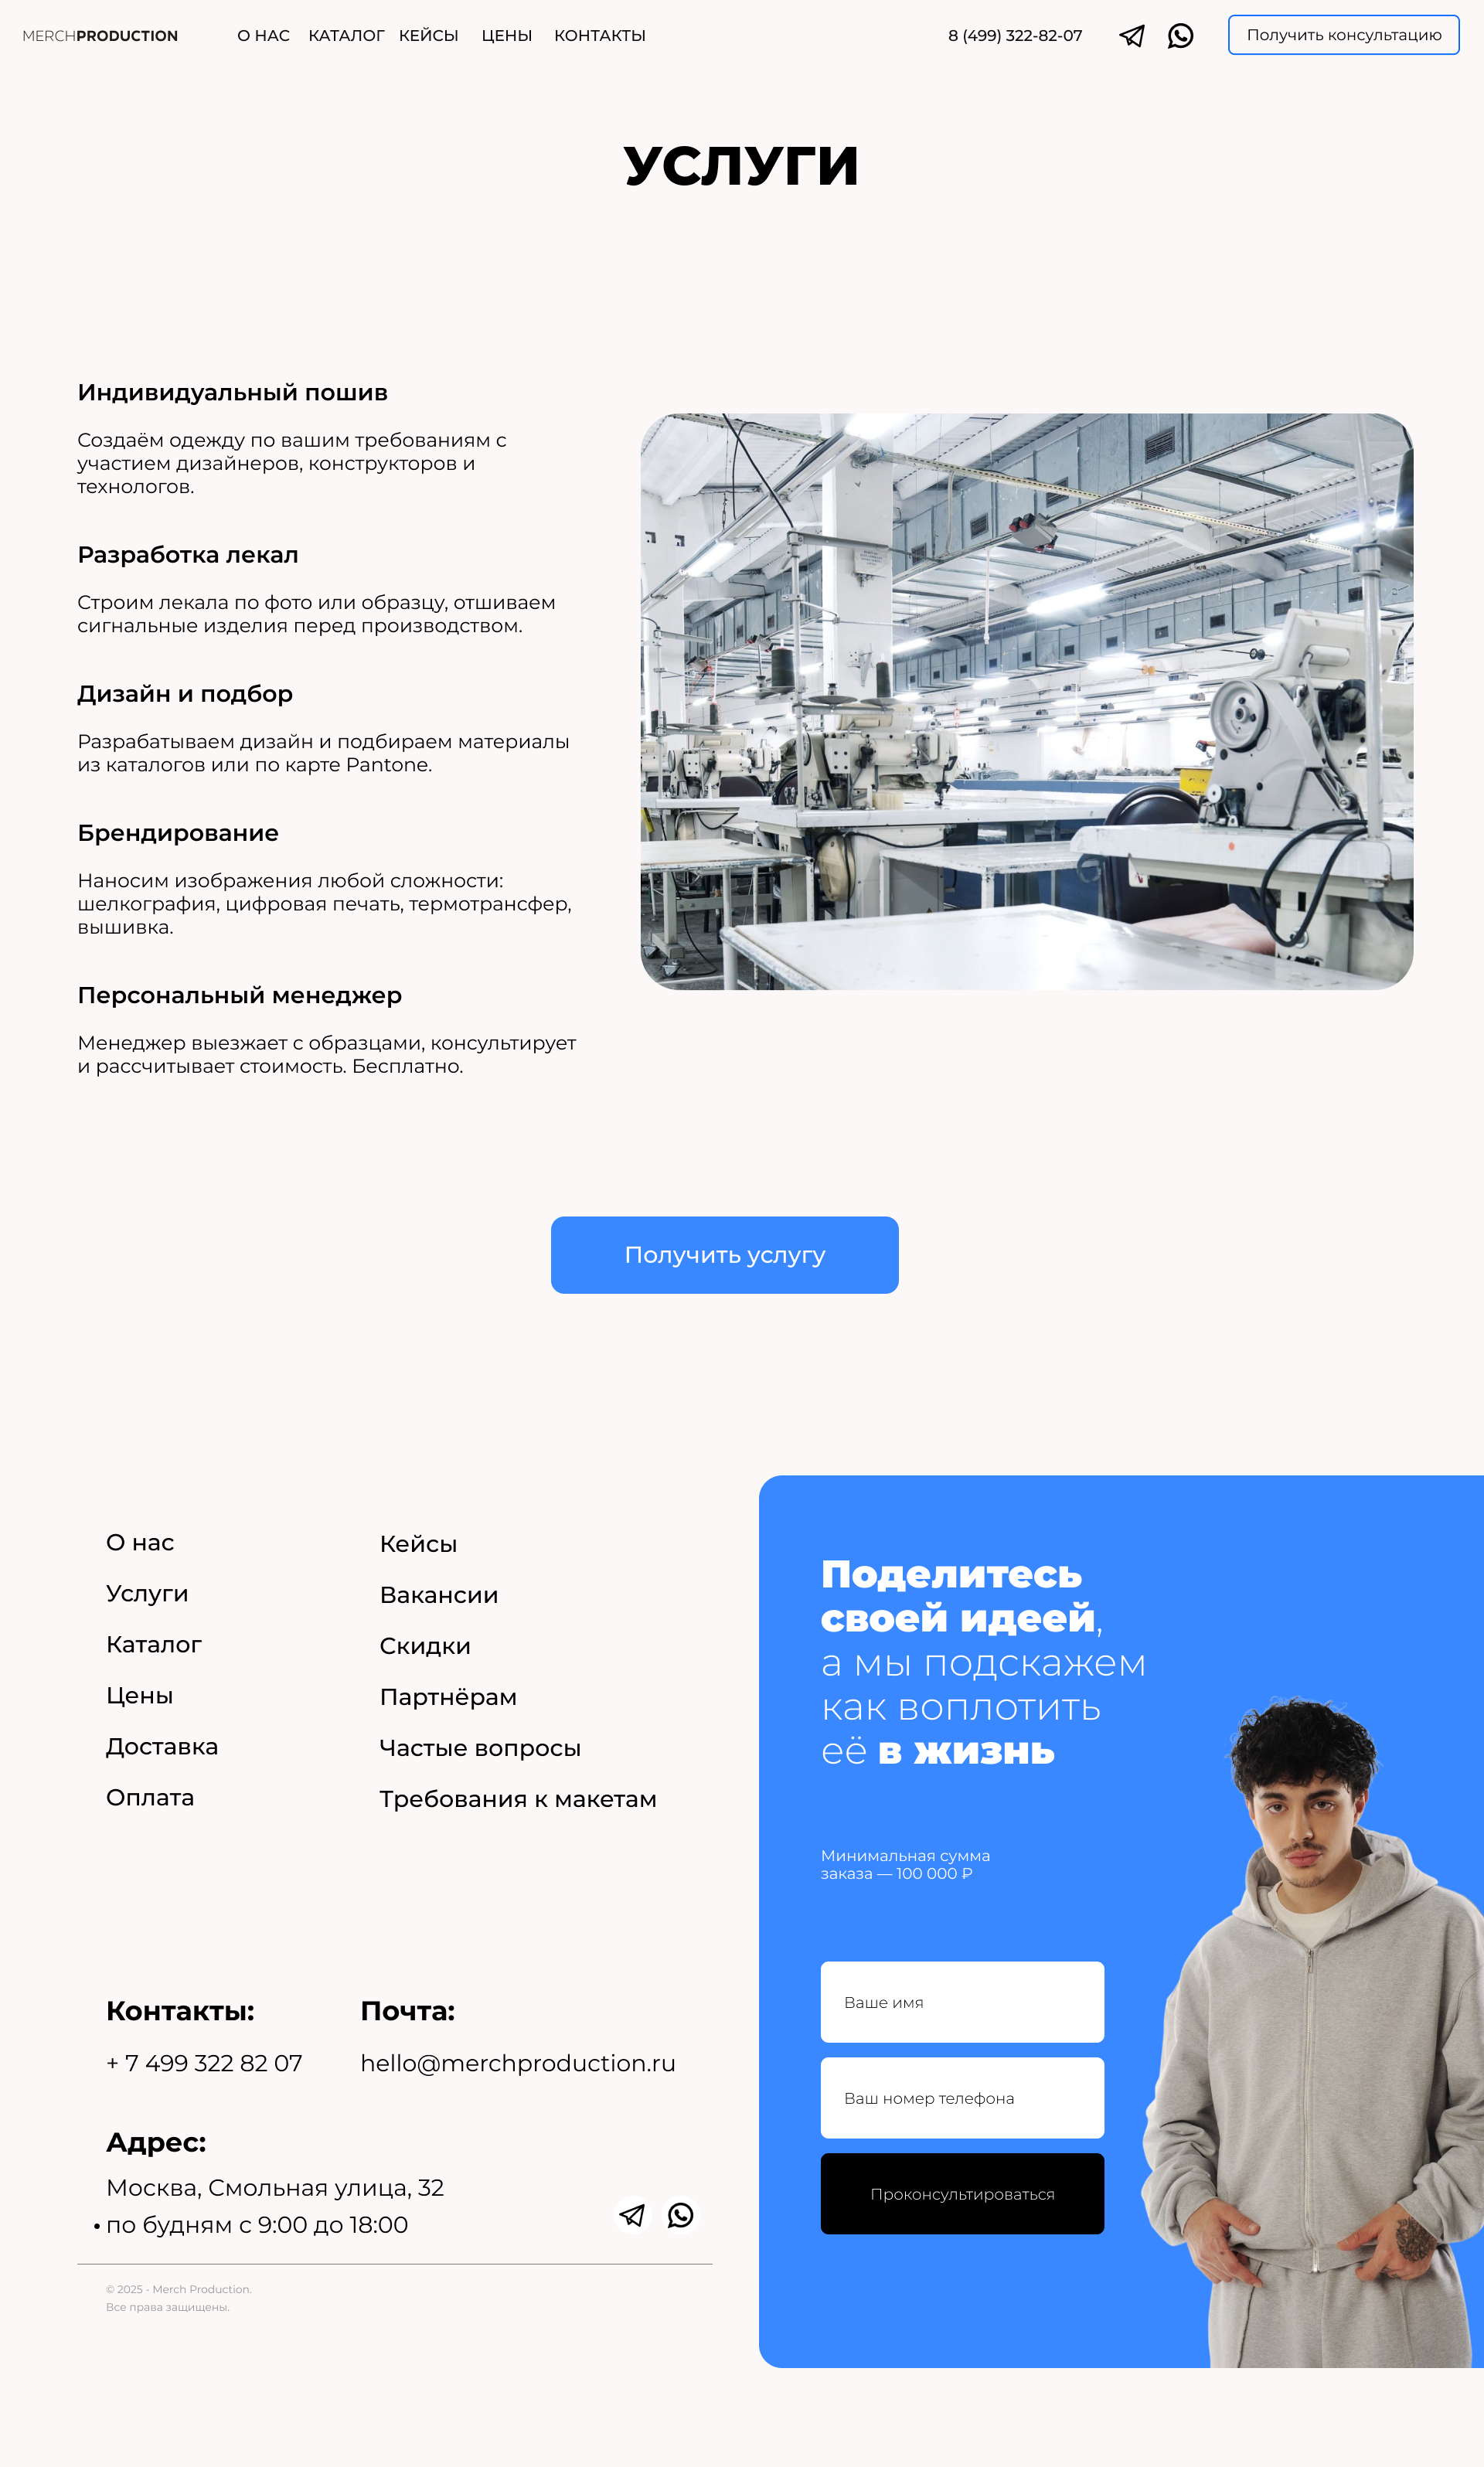 MERCHPRODUCTION
О НАС КАТАЛОГ КЕЙСЫ ЦЕНЫ КОНТАКТЫ
8 (499) 322-82-07
Получить консультацию
УСЛУГИ
Индивидуальный пошив
Создаём одежду по вашим требованиям с
участием дизайнеров, конструкторов и
технологов.
Разработка лекал
Строим лекала по фото или образцу, отшиваем
сигнальные изделия перед производством.
Дизайн и подбор
Разрабатываем дизайн и подбираем материалы
из каталогов или по карте Pantone.
Брендирование
Наносим изображения любой сложности:
шелкография, цифровая печать, термотрансфер,
вышивка.
Персональный менеджер
Менеджер выезжает с образцами, консультирует
и рассчитывает стоимость. Бесплатно.
Получить услугу
О нас
Услуги
Каталог
Цены
Доставка
Оплата
Кейсы
Вакансии
Скидки
Партнёрам
Частые вопросы
Требования к макетам
Контакты:
+ 7 499 322 82 07
Почта:
hello@merchproduction.ru
Адрес:
Москва, Смольная улица, 32
• по будням с 9:00 до 18:00
© 2025 - Merch Production.
Все права защищены.
Поделитесь
своей идеей,
а мы подскажем
как воплотить
её в жизнь
Минимальная сумма
заказа — 100 000 ₽
Ваше имя
Ваш номер телефона
Проконсультироваться